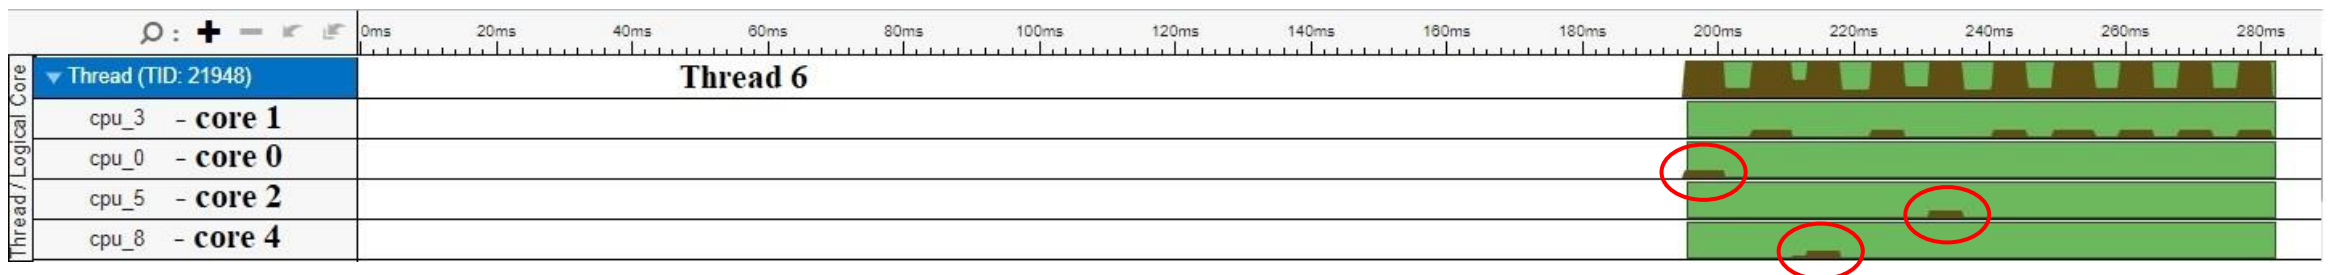 0ms 20ms 40ms 60ms 80ms 100ms 120ms 140ms 160ms 180ms 200ms 220ms 240ms 260ms 280ms
Thread / Logical Core
Thread (TID: 21948) Thread 6
cpu_3 - core 1
cpu_0 - core 0
cpu_5 - core 2
cpu_8 - core 4